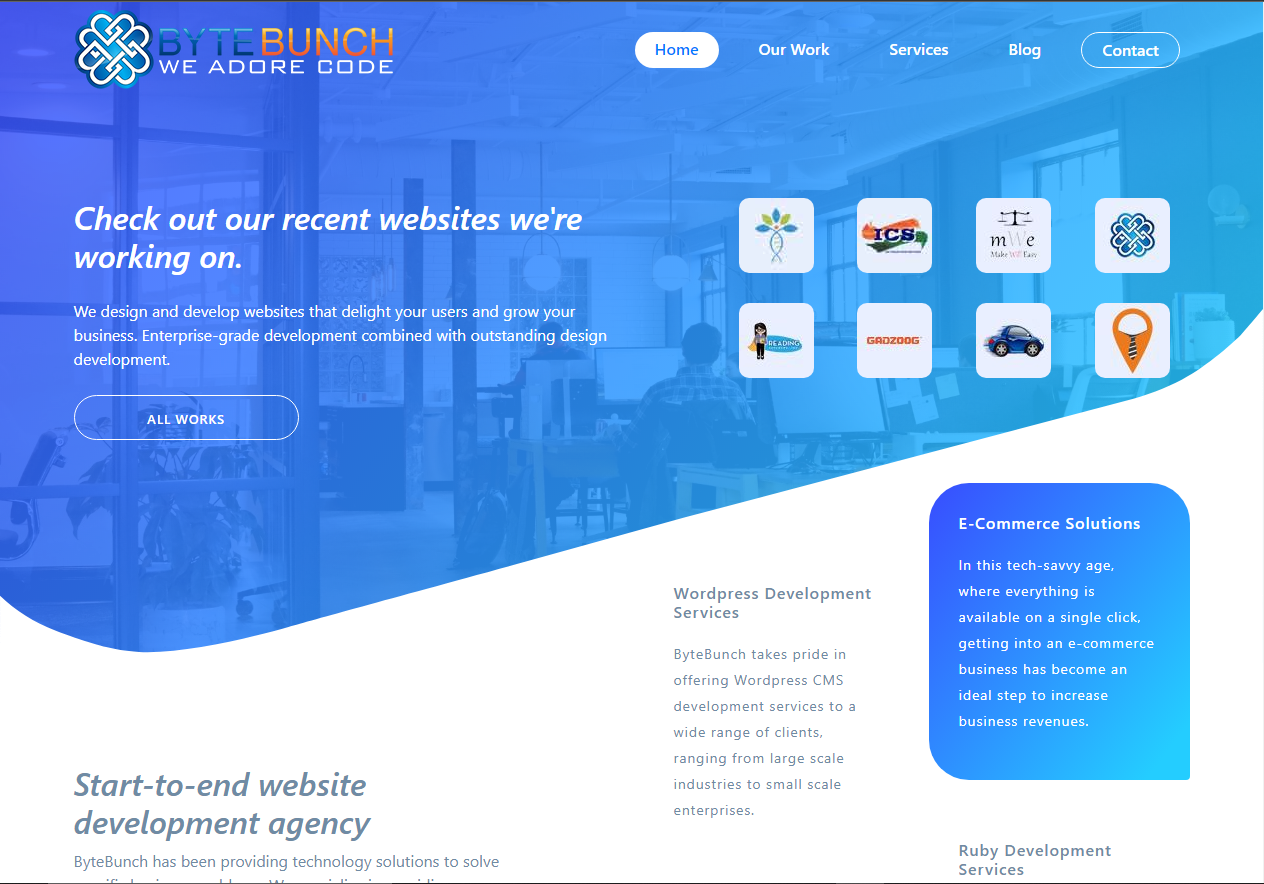 BYTEBUNCH
WE ADORE CODE
Home
Our Work
Services
Blog
Contact
Check out our recent websites we're
working on.
We design and develop websites that delight your users and grow your
business. Enterprise-grade development combined with outstanding design
development.
ALL WORKS
ICS
mWe
Make Will Easy
READING
GADZOOG
E-Commerce Solutions
In this tech-savvy age,
where everything is
available on a single click,
getting into an e-commerce
business has become an
ideal step to increase
business revenues.
Wordpress Development
Services
ByteBunch takes pride in
offering Wordpress CMS
development services to a
wide range of clients,
ranging from large scale
industries to small scale
enterprises.
Start-to-end website
development agency
ByteBunch has been providing technology solutions to solve
Ruby Development
Services